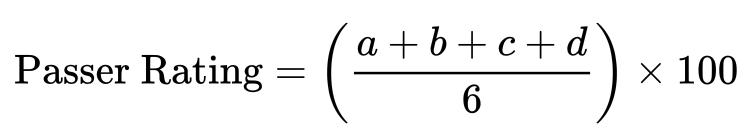 Passer Rating = ( (a + b + c + d) / 6 ) × 100